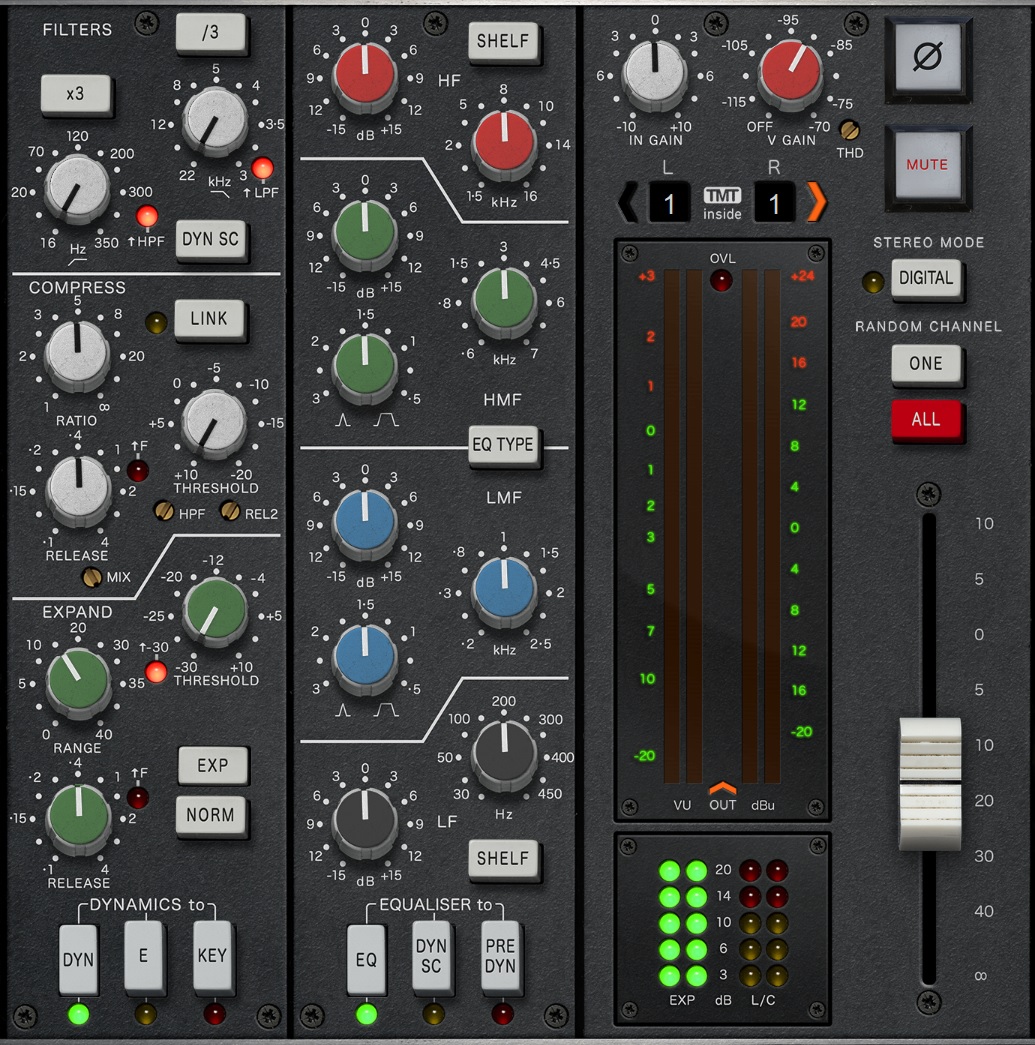 FILTERS
/3
x3
5
8 4
12 3·5
22 3
kHz
↑LPF
120
70 200
20 300
16 350
Hz
↑HPF
DYN SC
COMPRESS
5
3 8
2 20
1 ∞
RATIO
LINK
-5
0 -10
+5 -15
+10 -20
THRESHOLD
·4
·2 1
·15 2
·1 4
RELEASE
↑F
HPF REL2
MIX
EXPAND
-12
-20 -4
-25 +5
-30 +10
THRESHOLD
20
10 30
5 35
0 40
RANGE
↑-30
·4
·2 1
·15 2
·1 4
RELEASE
↑F
EXP
NORM
DYNAMICS to
DYN E KEY
0
3 3
6 6
9 9
12 12
-15 dB +15
HF
SHELF
8
5 10
2 14
1·5 16
kHz
0
3 3
6 6
9 9
12 12
-15 dB +15
3
1·5 4·5
·8 6
·6 7
kHz
1·5
2 1
3 ·5
HMF
EQ TYPE
LMF
0
3 3
6 6
9 9
12 12
-15 dB +15
1
·8 1·5
·3 2
·2 2·5
kHz
1·5
2 1
3 ·5
200
100 300
50 400
30 450
Hz
0
3 3
6 6
9 9
12 12
-15 dB +15
LF
SHELF
EQUALISER to
EQ DYN SC PRE DYN
0
3 3
6 6
-10 +10
IN GAIN
-95
-105 -85
-115 -75
OFF -70
V GAIN
THD
Ø
MUTE
L R
1 TMT 1
inside
STEREO MODE
DIGITAL
RANDOM CHANNEL
ONE
ALL
OVL
+3 +24
2 20
1 16
0 12
1 8
2 4
3 0
5 4
7 8
10 12
16
-20 -20
VU OUT dBu
20
14
10
6
3
EXP dB L/C
10
5
0
5
10
20
30
40
∞